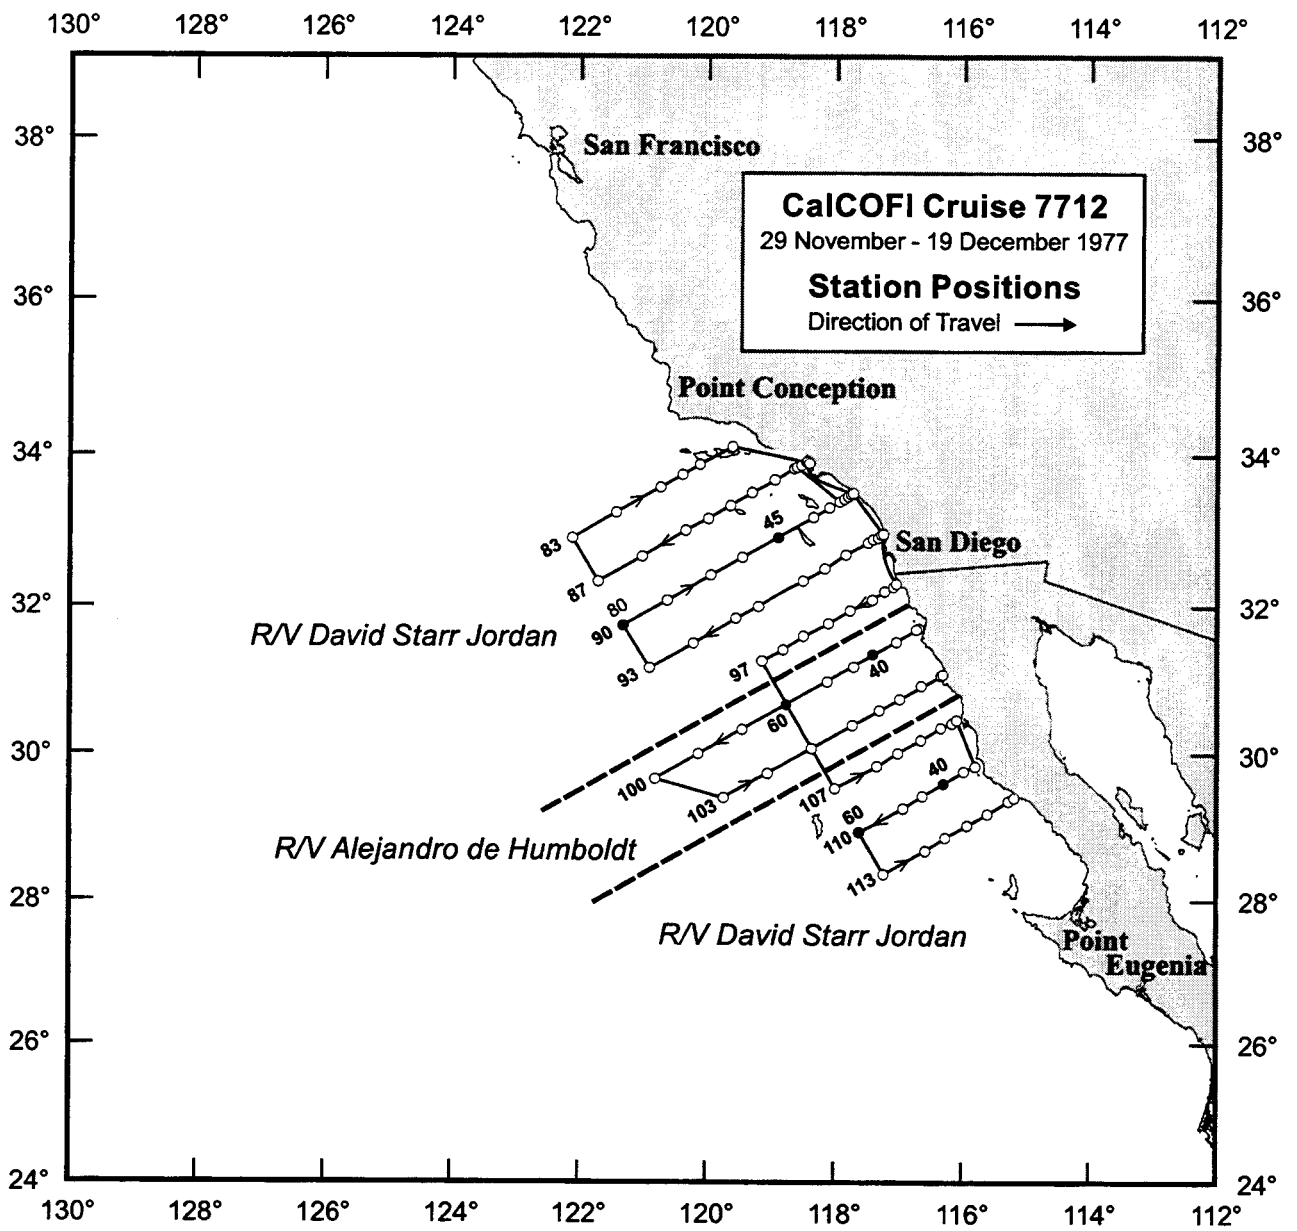 130° 128° 126° 124° 122° 120° 118° 116° 114° 112°
38° San Francisco 38°
CalCOFI Cruise 7712
29 November - 19 December 1977
Station Positions
Direction of Travel
36° 36°
Point Conception
34° 34°
45
83
San Diego
87
80
90
32° 32°
R/V David Starr Jordan
93
97
40
60
30° 30°
100
40
103
107
60
110
R/V Alejandro de Humboldt
113
28° 28°
R/V David Starr Jordan
Point
Eugenia
26° 26°
24° 24°
130° 128° 126° 124° 122° 120° 118° 116° 114° 112°